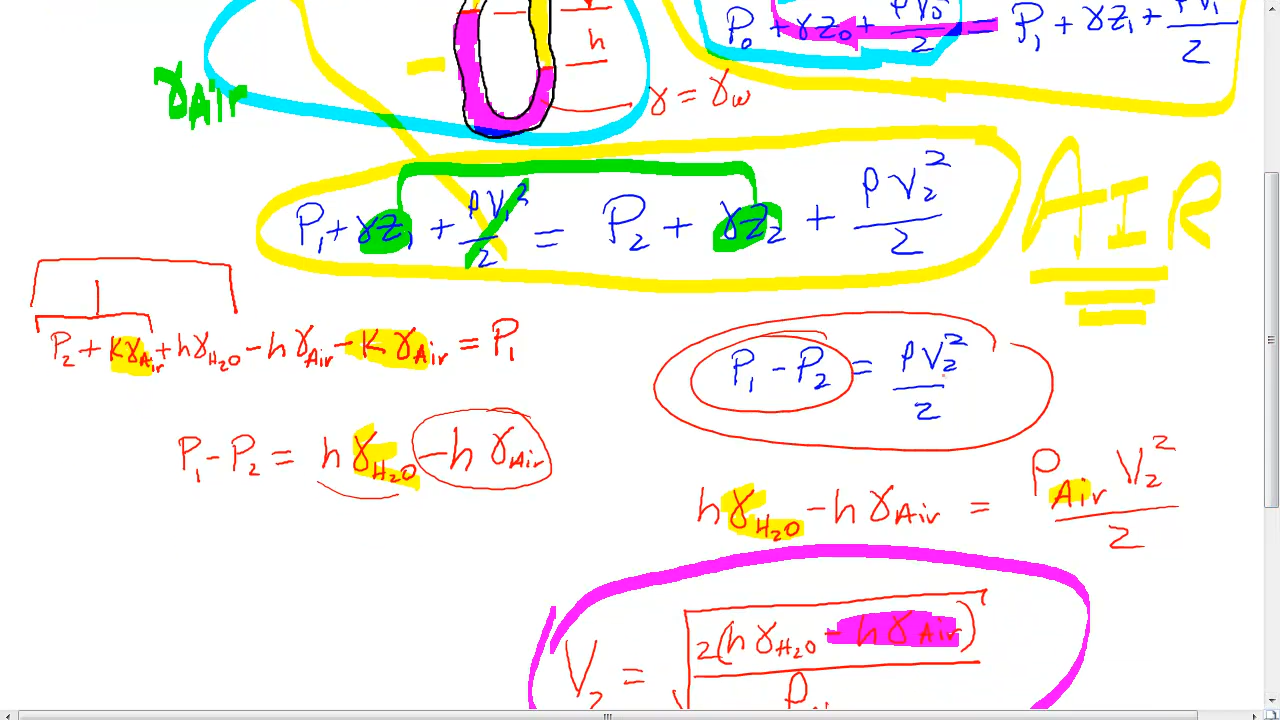 P₀ + γZ₀ + ρV₀²/2 = P₁ + γZ₁ + ρV₁²/2
h
γAir
γ = γw
AIR
P₁ + γZ₁ + ρV₁²/2 = P₂ + γZ₂ + ρV₂²/2
P₂ + KγAir + hγH₂O - hγAir - KγAir = P₁
P₁ - P₂ = ρV₂²/2
P₁ - P₂ = hγH₂O - hγAir
hγH₂O - hγAir = ρAir V₂²/2
V₂ = √(2(hγH₂O - hγAir)/ρ